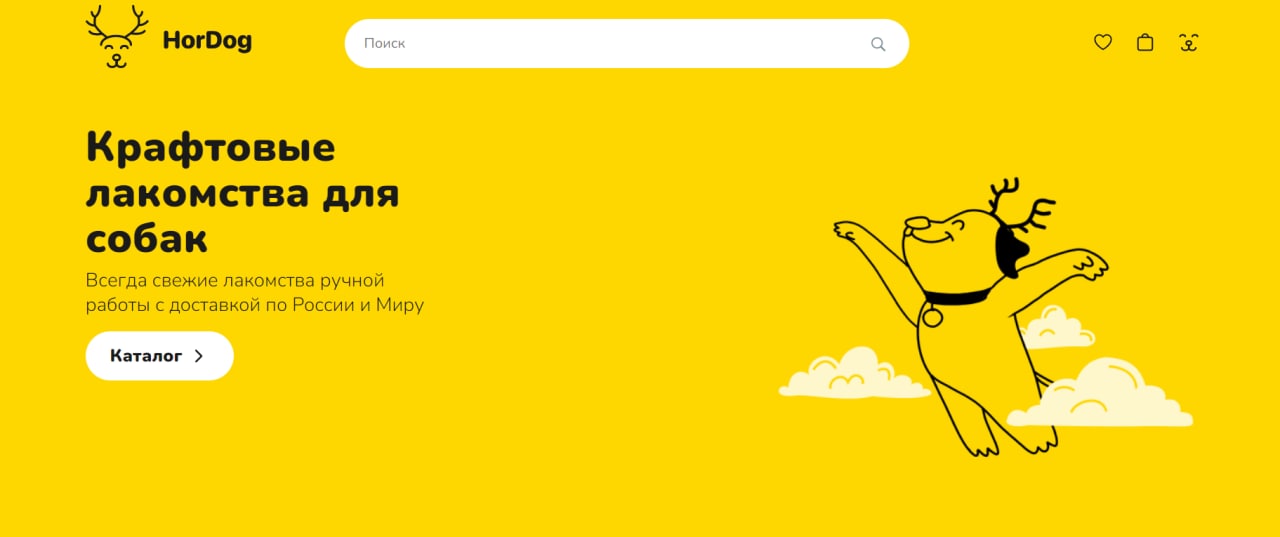 HorDog
Поиск
Крафтовые
лакомства для
собак
Всегда свежие лакомства ручной
работы с доставкой по России и Миру
Каталог